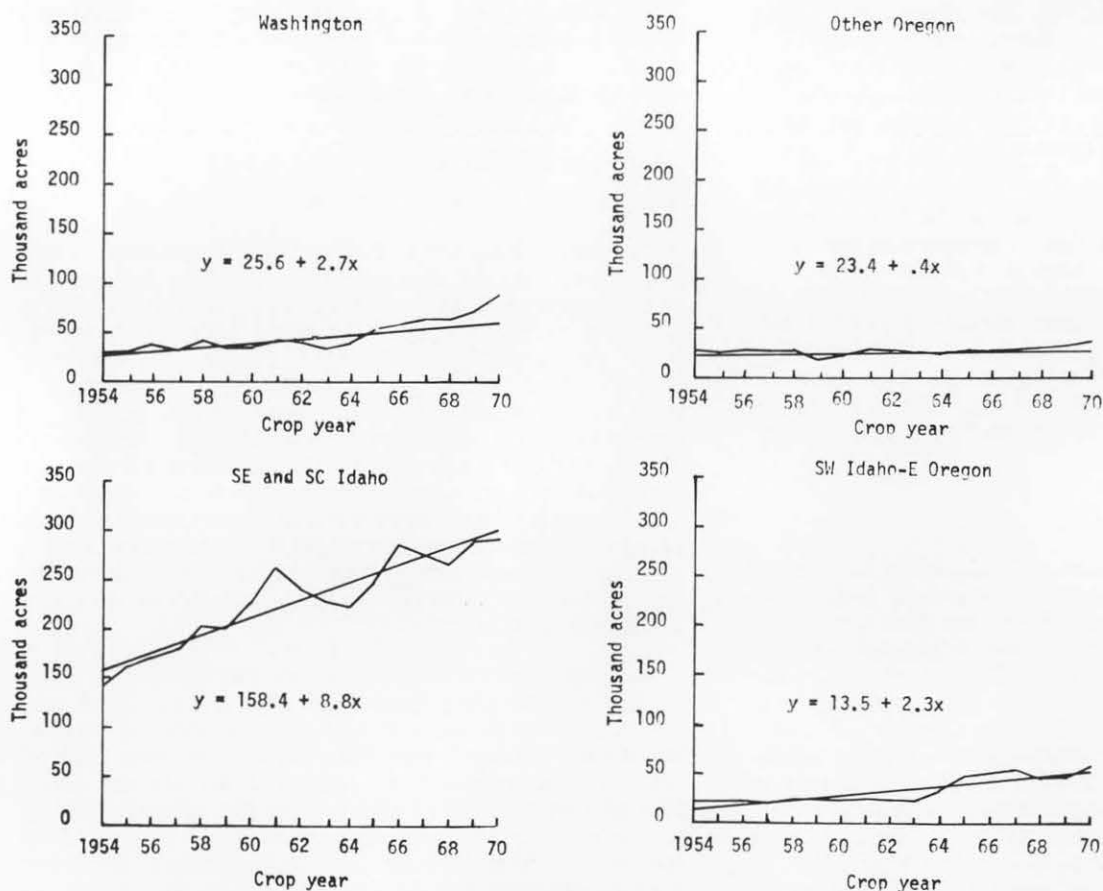 Washington
350
300
250
200
150
100
50
0
Thousand acres
y = 25.6 + 2.7x
1954 56 58 60 62 64 66 68 70
Crop year
Other Oregon
350
300
250
200
150
100
50
0
Thousand acres
y = 23.4 + .4x
1954 56 58 60 62 64 66 68 70
Crop year
SE and SC Idaho
350
300
250
200
150
100
50
0
Thousand acres
y = 158.4 + 8.8x
1954 56 58 60 62 64 66 68 70
Crop year
SW Idaho-E Oregon
350
300
250
200
150
100
50
0
Thousand acres
y = 13.5 + 2.3x
1954 56 58 60 62 64 66 68 70
Crop year